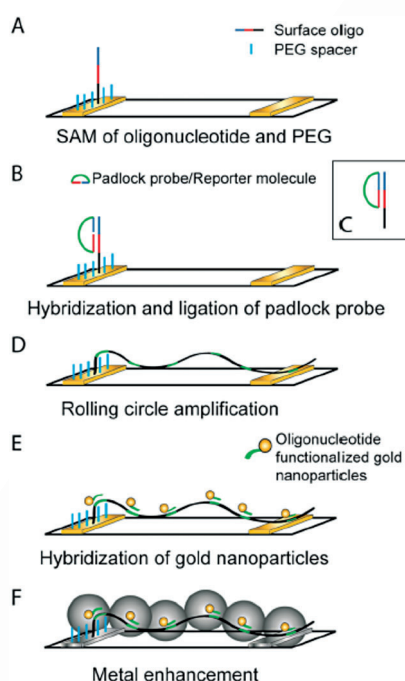 A
Surface oligo
PEG spacer
SAM of oligonucleotide and PEG
B
Padlock probe/Reporter molecule
C
Hybridization and ligation of padlock probe
D
Rolling circle amplification
E
Oligonucleotide
functionalized gold
nanoparticles
Hybridization of gold nanoparticles
F
Metal enhancement